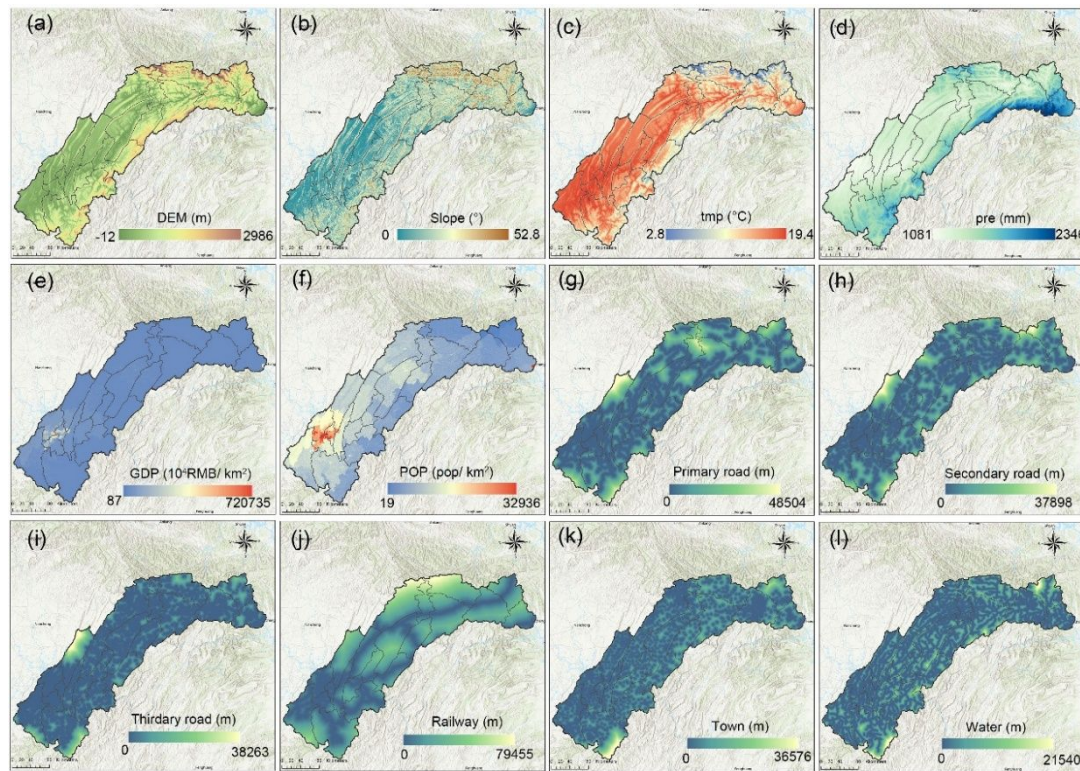 (a)
DEM (m)
-12 2986
(b)
Slope (°)
0 52.8
(c)
tmp (°C)
2.8 19.4
(d)
pre (mm)
1081 2346
(e)
GDP (10⁴RMB/ km²)
87 720735
(f)
POP (pop/ km²)
19 32936
(g)
Primary road (m)
0 48504
(h)
Secondary road (m)
0 37898
(i)
Thirdary road (m)
0 38263
(j)
Railway (m)
0 79455
(k)
Town (m)
0 36576
(l)
Water (m)
0 21540